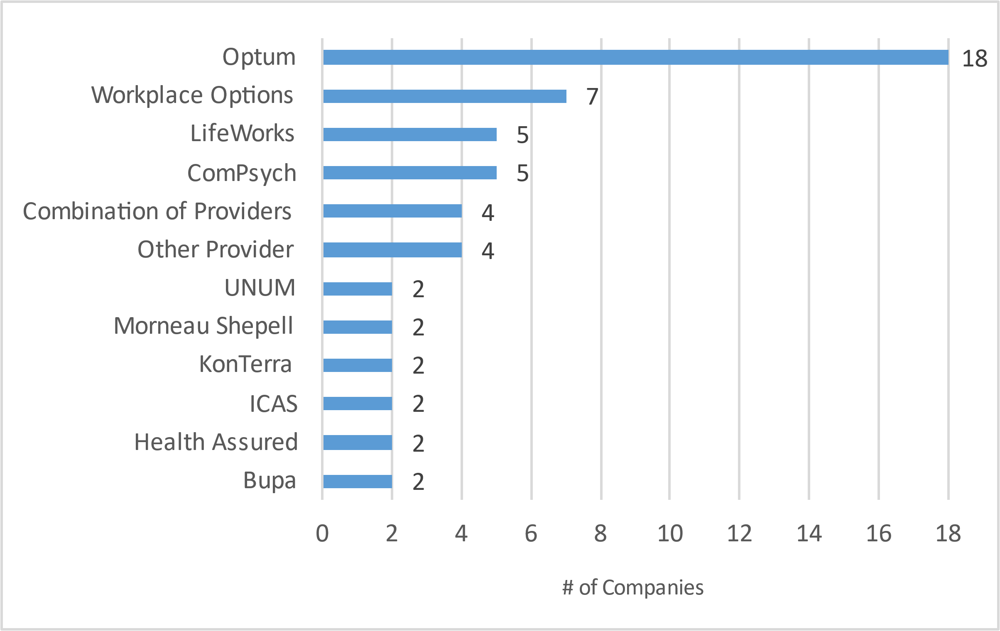 Optum 18
Workplace Options 7
LifeWorks 5
ComPsych 5
Combination of Providers 4
Other Provider 4
UNUM 2
Morneau Shepell 2
KonTerra 2
ICAS 2
Health Assured 2
Bupa 2
0 2 4 6 8 10 12 14 16 18
# of Companies